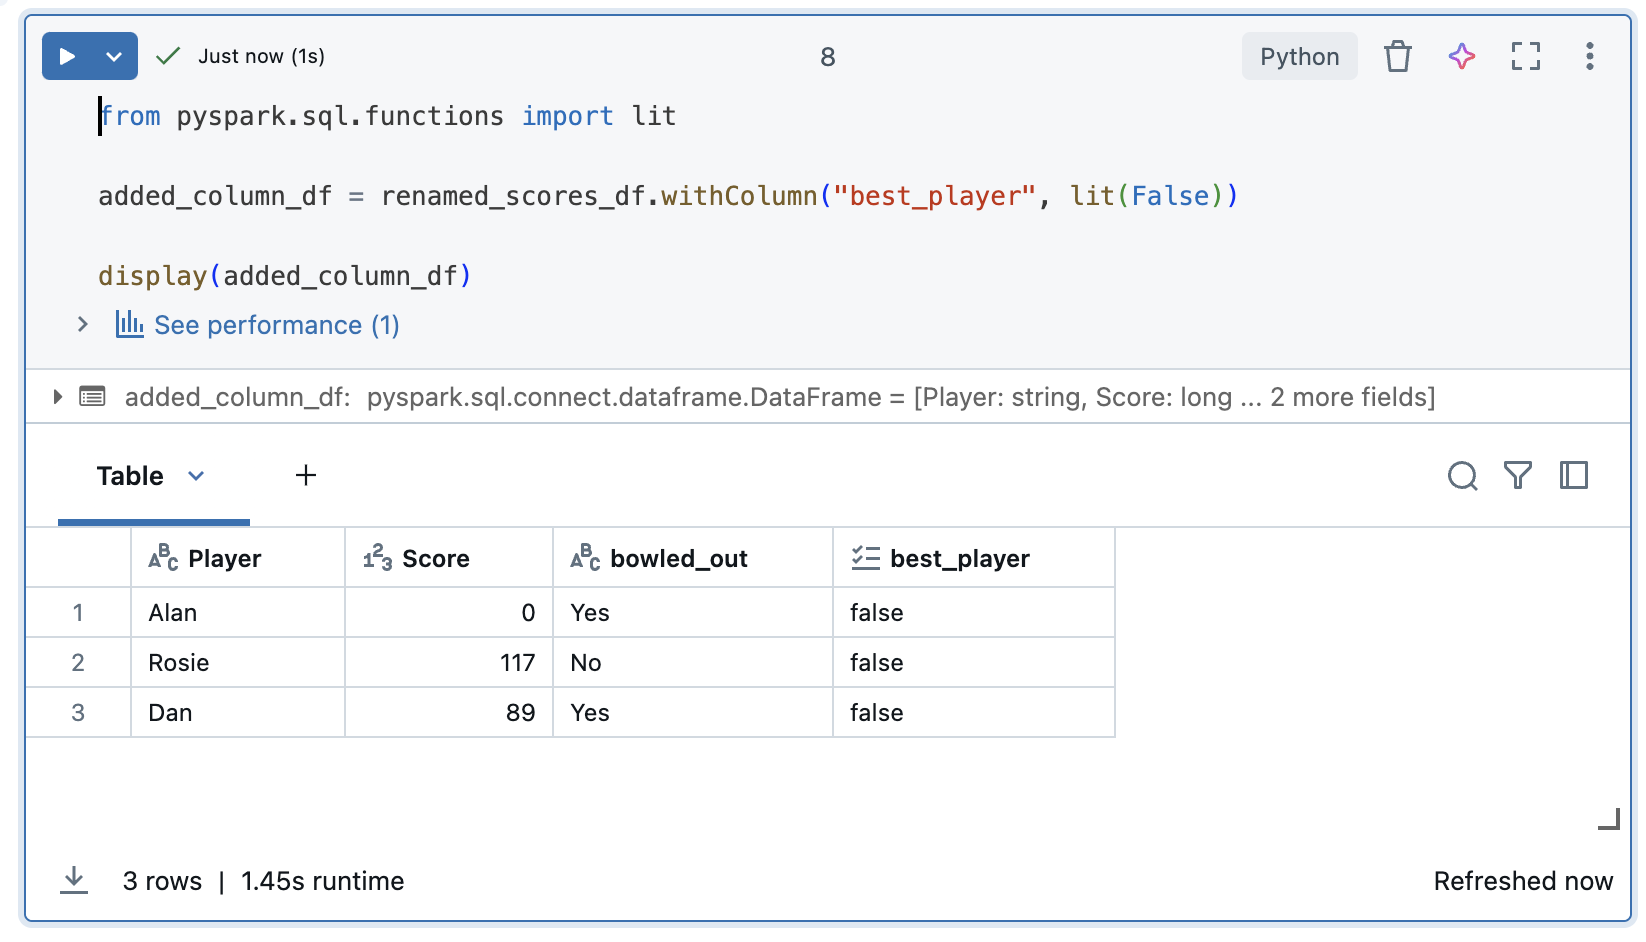 Just now (1s)
8
Python
from pyspark.sql.functions import lit
added_column_df = renamed_scores_df.withColumn("best_player", lit(False))
display(added_column_df)
See performance (1)
added_column_df: pyspark.sql.connect.dataframe.DataFrame = [Player: string, Score: long ... 2 more fields]
Table
Player Score bowled_out best_player
1 Alan 0 Yes false
2 Rosie 117 No false
3 Dan 89 Yes false
3 rows | 1.45s runtime
Refreshed now